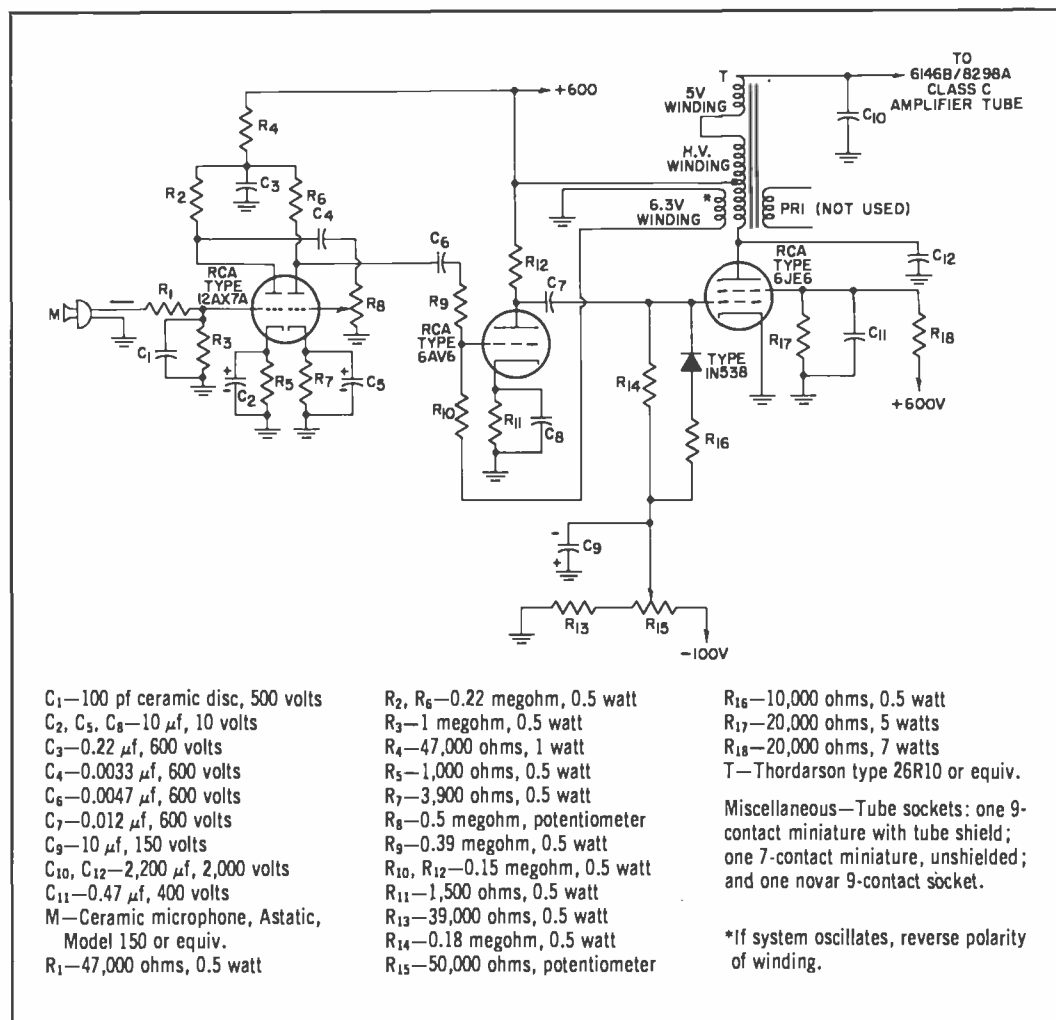 TO
6146B/8298A
CLASS C
AMPLIFIER TUBE
T
5V
WINDING
+600
C10
R4
H.V.
WINDING
R2
C3
R6
C4
6.3V
WINDING
*
PRI (NOT USED)
RCA
TYPE
12AX7A
C6
R12
C7
RCA
TYPE
6JE6
C12
M
R1
R8
R9
RCA
TYPE
6AV6
C1
R3
R17
C11
R18
TYPE
1N538
+
-
C2
R5
R7
+
-
C5
R14
+600V
R10
R11
C8
R16
-
C9
+
R13
R15
-100V
C1—100 pf ceramic disc, 500 volts
C2, C5, C8—10 μf, 10 volts
C3—0.22 μf, 600 volts
C4—0.0033 μf, 600 volts
C6—0.0047 μf, 600 volts
C7—0.012 μf, 600 volts
C9—10 μf, 150 volts
C10, C12—2,200 μf, 2,000 volts
C11—0.47 μf, 400 volts
M—Ceramic microphone, Astatic,
Model 150 or equiv.
R1—47,000 ohms, 0.5 watt
R2, R6—0.22 megohm, 0.5 watt
R3—1 megohm, 0.5 watt
R4—47,000 ohms, 1 watt
R5—1,000 ohms, 0.5 watt
R7—3,900 ohms, 0.5 watt
R8—0.5 megohm, potentiometer
R9—0.39 megohm, 0.5 watt
R10, R12—0.15 megohm, 0.5 watt
R11—1,500 ohms, 0.5 watt
R13—39,000 ohms, 0.5 watt
R14—0.18 megohm, 0.5 watt
R15—50,000 ohms, potentiometer
R16—10,000 ohms, 0.5 watt
R17—20,000 ohms, 5 watts
R18—20,000 ohms, 7 watts
T—Thordarson type 26R10 or equiv.
Miscellaneous—Tube sockets: one 9-
contact miniature with tube shield;
one 7-contact miniature, unshielded;
and one novar 9-contact socket.
*If system oscillates, reverse polarity
of winding.